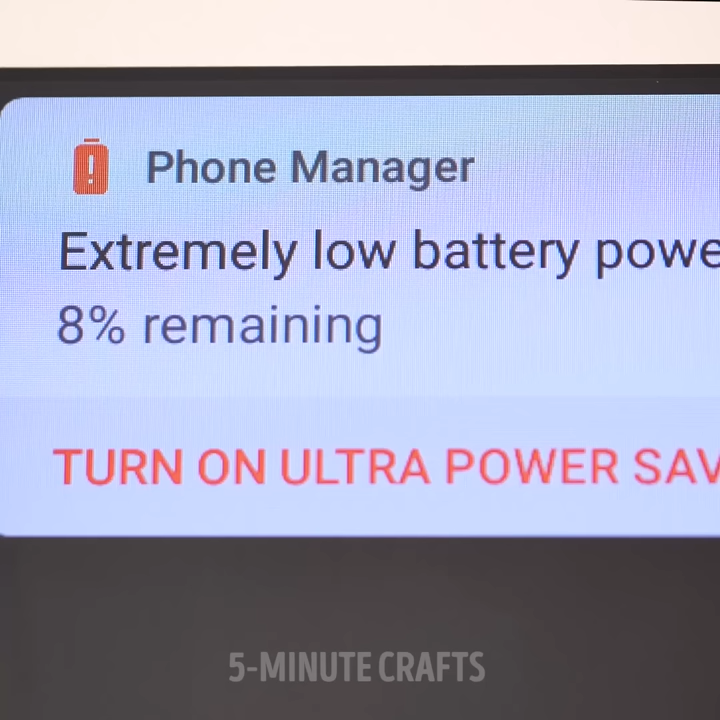 Phone Manager
Extremely low battery powe
8% remaining
TURN ON ULTRA POWER SAV
5-MINUTE CRAFTS